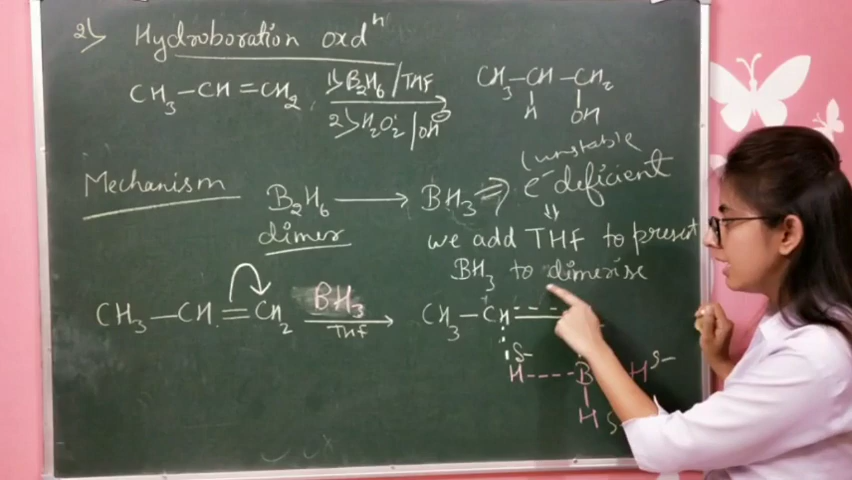 2) Hydroboration oxdⁿ
CH₃—CH=CH₂ 1) B₂H₆/THF CH₃—CH—CH₂
2) H₂O₂/OH⊖ H OH
Mechanism
(unstable
B₂H₆ → BH₃ ⇒ e⁻deficient
dimer ⇓
we add THF to present
BH₃ to dimerise
CH₃—CH=CH₂ BH₃ → CH₃—CH
THF
δ-
H----B H δ-
H δ